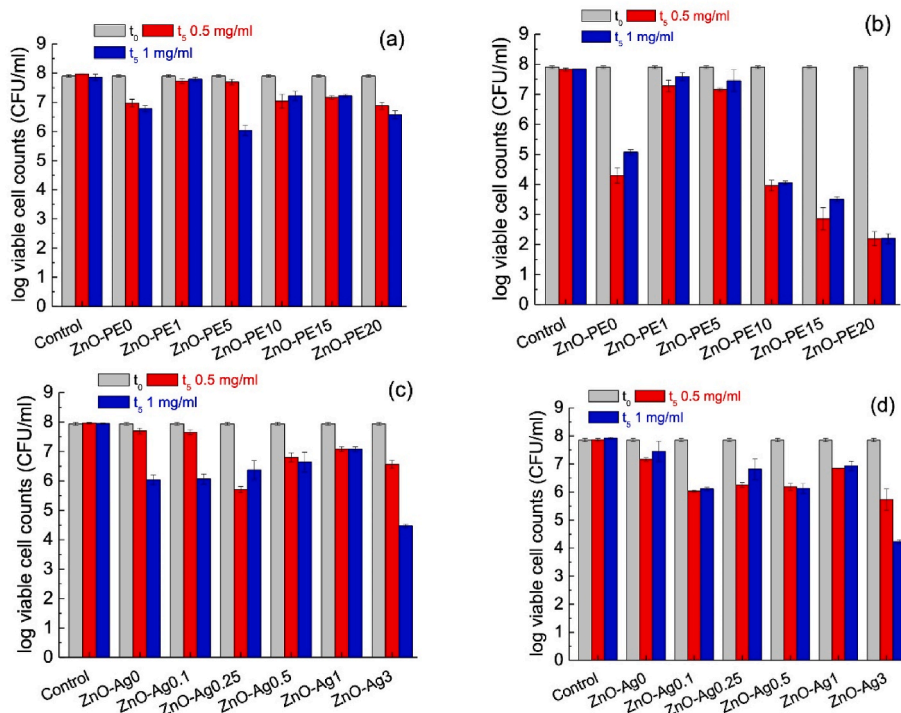 t0 t5 0.5 mg/ml
t5 1 mg/ml
(a)
log viable cell counts (CFU/ml)
9
8
7
6
5
4
3
2
1
0
Control ZnO-PE0 ZnO-PE1 ZnO-PE5 ZnO-PE10 ZnO-PE15 ZnO-PE20
t0 t5 0.5 mg/ml
t5 1 mg/ml
(b)
log viable cell counts (CFU/ml)
9
8
7
6
5
4
3
2
1
0
Control ZnO-PE0 ZnO-PE1 ZnO-PE5 ZnO-PE10 ZnO-PE15 ZnO-PE20
t0 t5 0.5 mg/ml
t5 1 mg/ml
(c)
log viable cell counts (CFU/ml)
9
8
7
6
5
4
3
2
1
0
Control ZnO-Ag0 ZnO-Ag0.1 ZnO-Ag0.25 ZnO-Ag0.5 ZnO-Ag1 ZnO-Ag3
t0 t5 0.5 mg/ml
t5 1 mg/ml
(d)
log viable cell counts (CFU/ml)
9
8
7
6
5
4
3
2
1
0
Control ZnO-Ag0 ZnO-Ag0.1 ZnO-Ag0.25 ZnO-Ag0.5 ZnO-Ag1 ZnO-Ag3